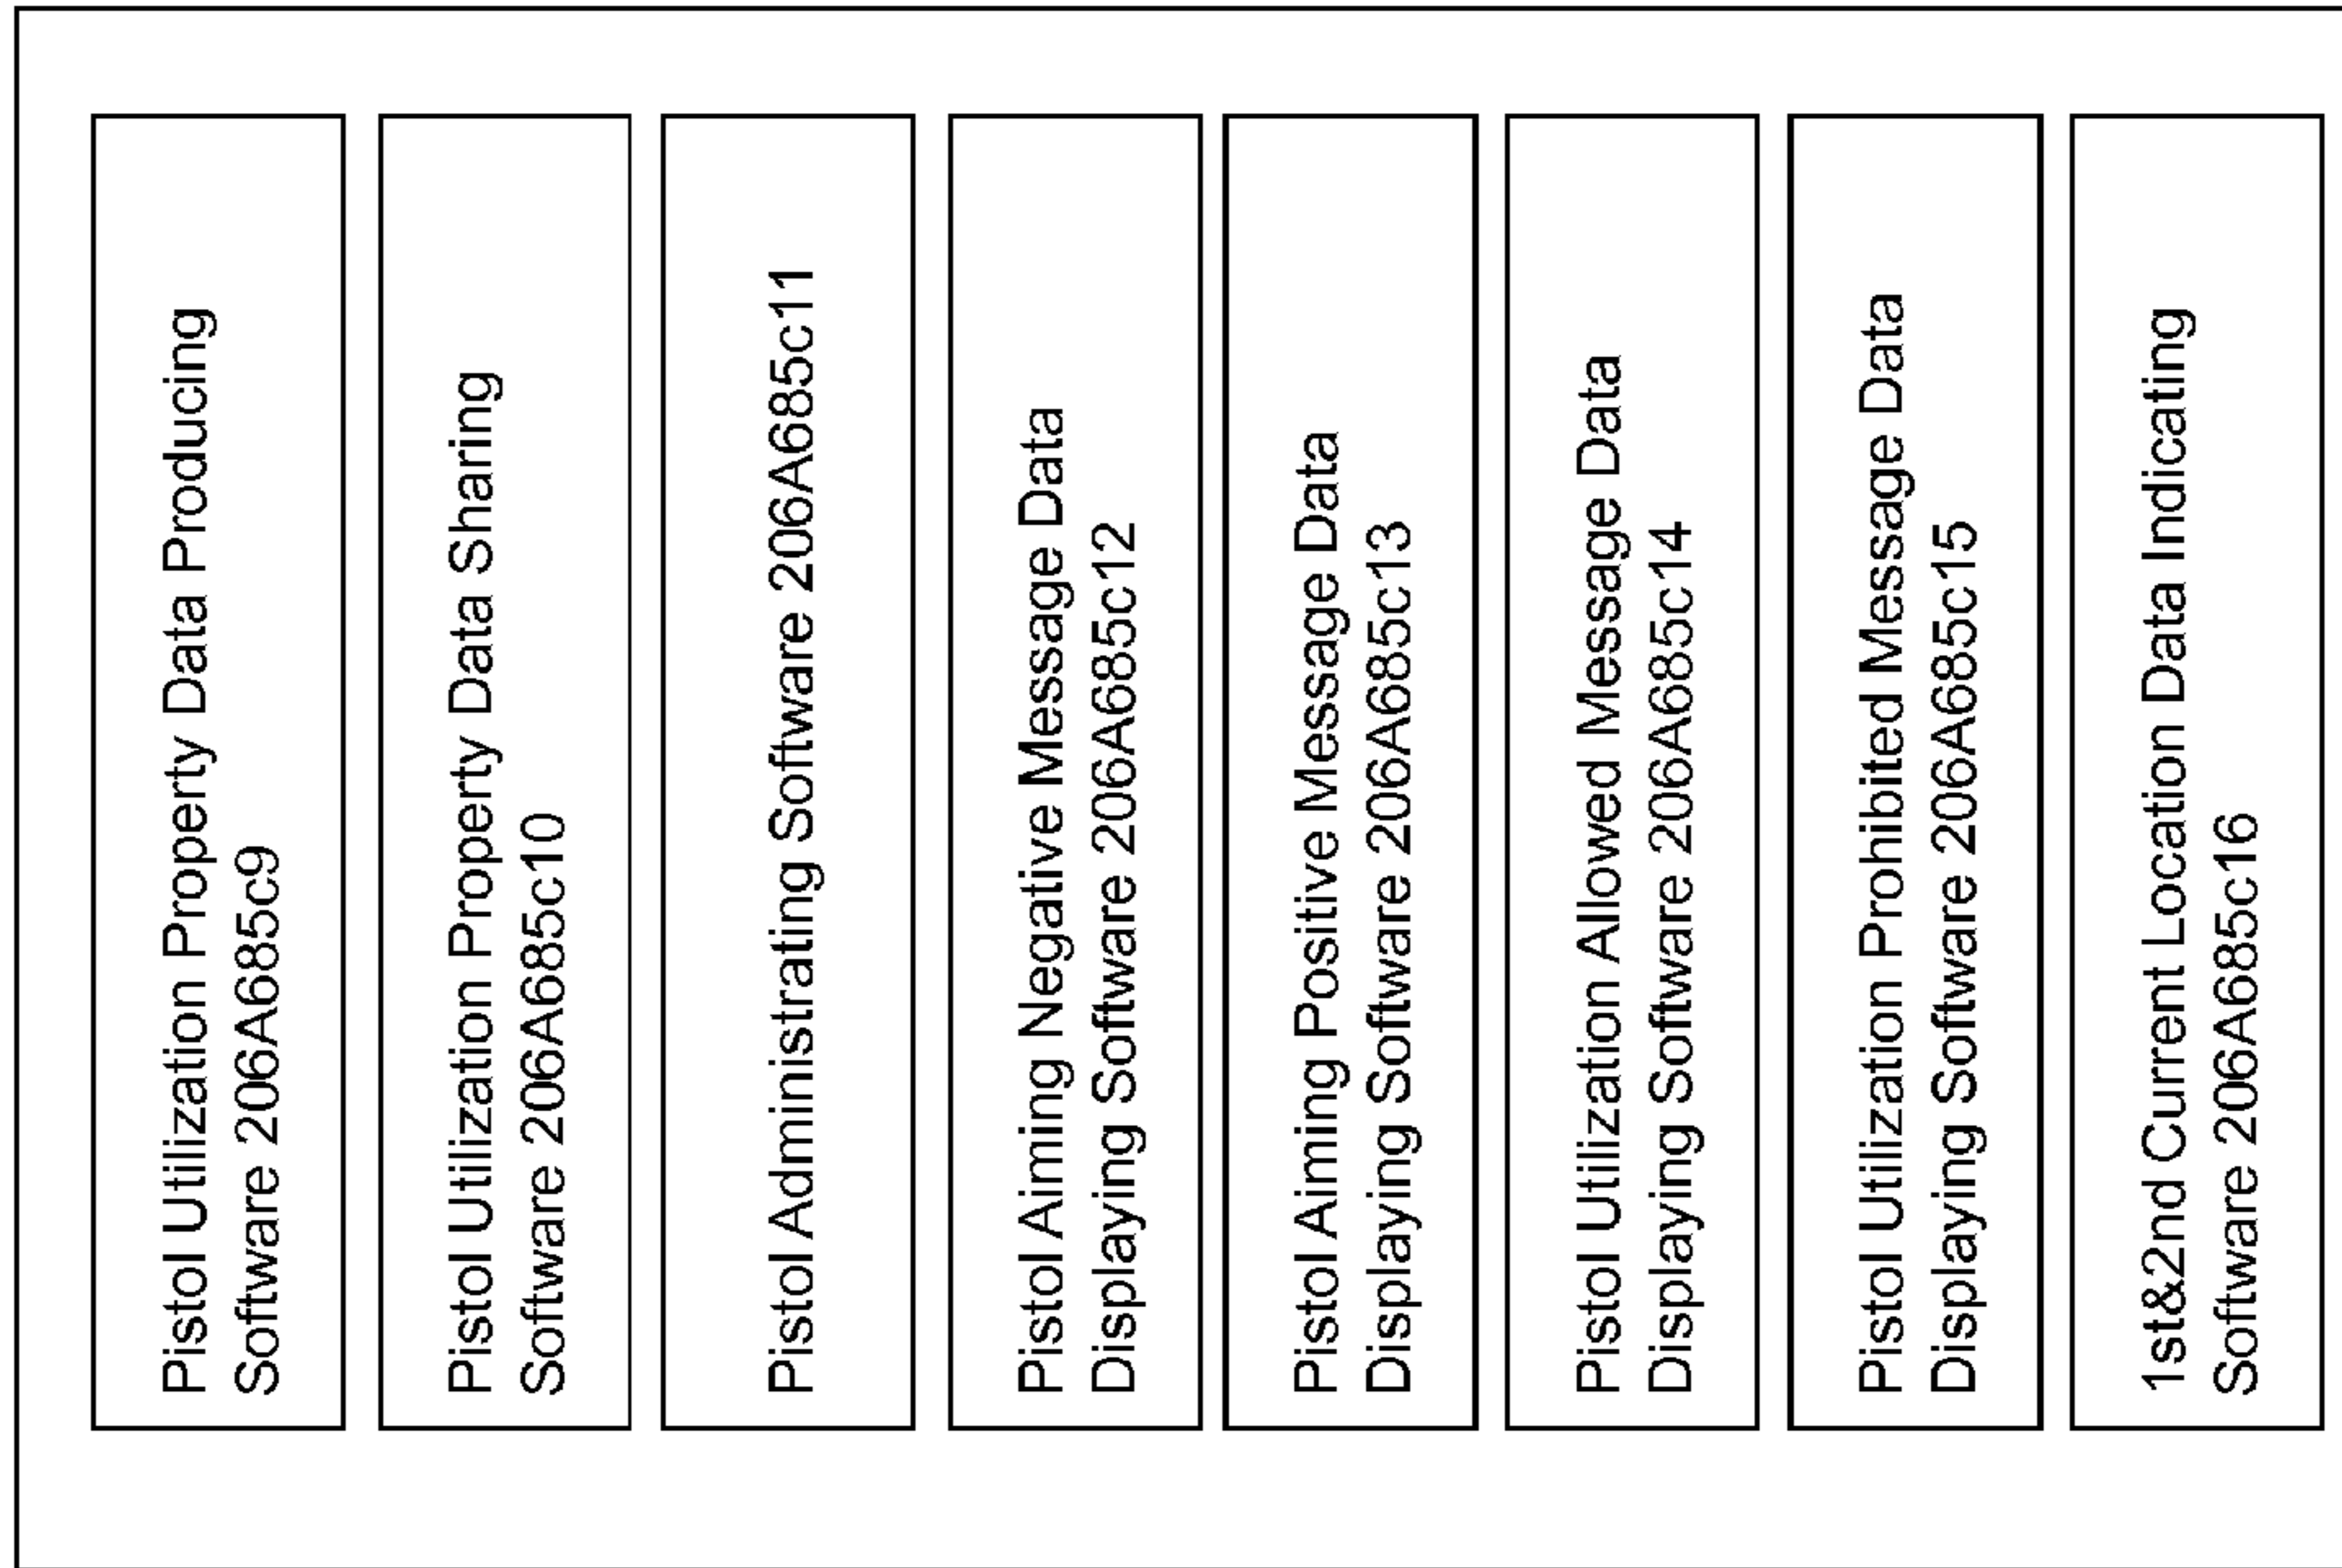 Pistol Utilization Property Data Producing
Software 206A685c9
Pistol Utilization Property Data Sharing
Software 206A685c10
Pistol Administrating Software 206A685c11
Pistol Aiming Negative Message Data
Displaying Software 206A685c12
Pistol Aiming Positive Message Data
Displaying Software 206A685c13
Pistol Utilization Allowed Message Data
Displaying Software 206A685c14
Pistol Utilization Prohibited Message Data
Displaying Software 206A685c15
1st&2nd Current Location Data Indicating
Software 206A685c16